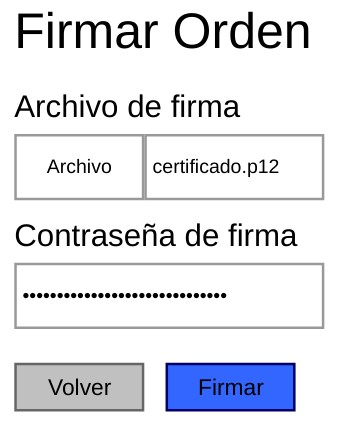 Firmar Orden
Archivo de firma
Archivo certificado.p12
Contraseña de firma
••••••••••••••••••••••••••••••
Volver Firmar